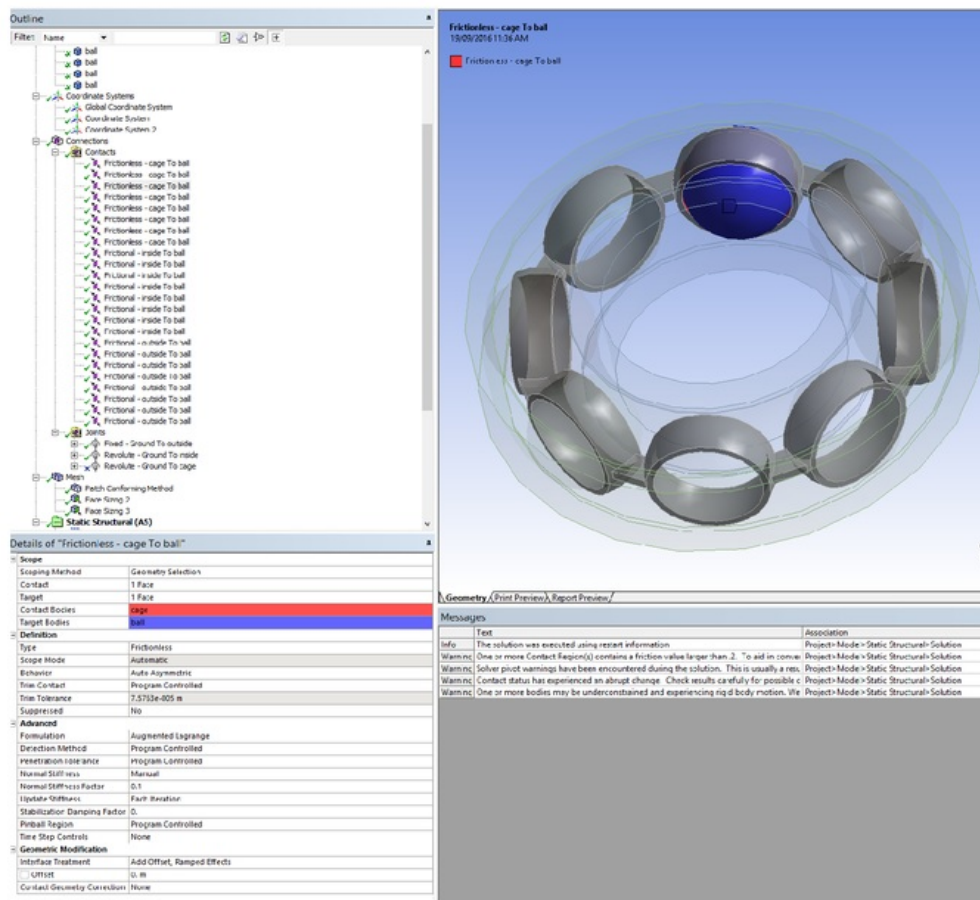 Outline
Filter: Name
ball
ball
ball
ball
Coordinate Systems
Global Coordinate System
Coordinate System
Coordinate System 2
Connections
Contacts
Frictionless - cage To ball
Frictionless - cage To ball
Frictionless - cage To ball
Frictionless - cage To ball
Frictionless - cage To ball
Frictionless - cage To ball
Frictionless - cage To ball
Frictionless - cage To ball
Frictional - inside To ball
Frictional - inside To ball
Frictional - inside To ball
Frictional - inside To ball
Frictional - inside To ball
Frictional - inside To ball
Frictional - inside To ball
Frictional - inside To ball
Frictional - outside To ball
Frictional - outside To ball
Frictional - outside To ball
Frictional - outside To ball
Frictional - outside To ball
Frictional - outside To ball
Frictional - outside To ball
Frictional - outside To ball
Joints
Fixed - Ground To outside
Revolute - Ground To inside
Revolute - Ground To cage
Mesh
Patch Conforming Method
Face Sizing 2
Face Sizing 3
Static Structural (A5)
Details of "Frictionless - cage To ball"
Scope
Scoping Method Geometry Selection
Contact 1 Face
Target 1 Face
Contact Bodies cage
Target Bodies ball
Definition
Type Frictionless
Scope Mode Automatic
Behavior Auto Asymmetric
Trim Contact Program Controlled
Trim Tolerance 7.5753e-005 m
Suppressed No
Advanced
Formulation Augmented Lagrange
Detection Method Program Controlled
Penetration Tolerance Program Controlled
Normal Stiffness Manual
Normal Stiffness Factor 0.1
Update Stiffness Each Iteration
Stabilization Damping Factor 0.
Pinball Region Program Controlled
Time Step Controls None
Geometric Modification
Interface Treatment Add Offset, Ramped Effects
Offset 0. m
Contact Geometry Correction None
Frictionless - cage To ball
19/09/2016 11:36 AM
Frictionless - cage To ball
Geometry Print Preview Report Preview
Messages
Text Association
Info The solution was executed using restart information Project>Model>Static Structural>Solution
Warning One or more Contact Region(s) contains a friction value larger than .2. To aid in conver Project>Model>Static Structural>Solution
Warning Solver pivot warnings have been encountered during the solution. This is usually a resu Project>Model>Static Structural>Solution
Warning Contact status has experienced an abrupt change. Check results carefully for possible c Project>Model>Static Structural>Solution
Warning One or more bodies may be underconstrained and experiencing rigid body motion. We Project>Model>Static Structural>Solution